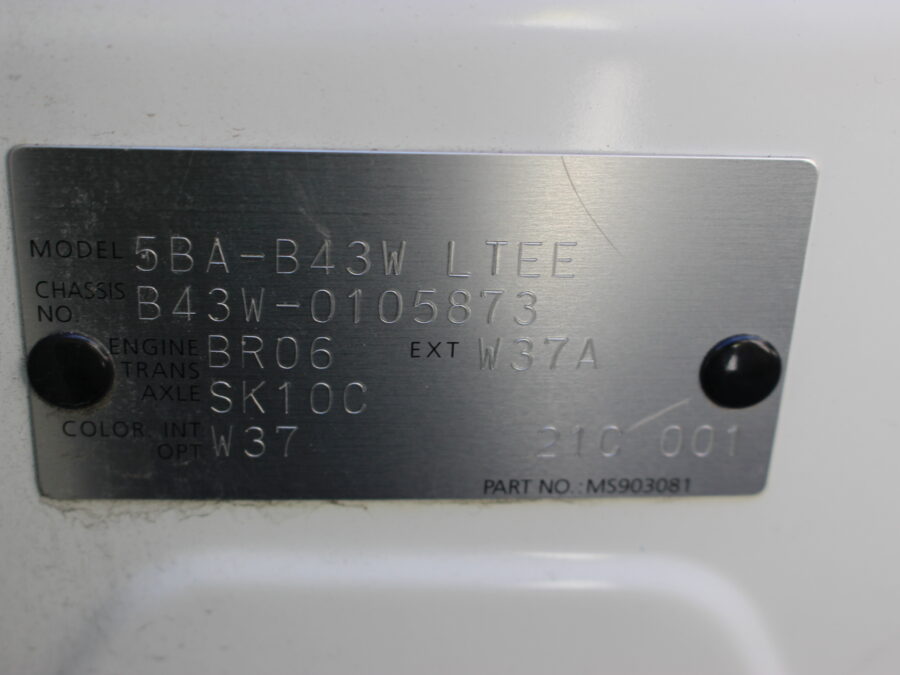 MODEL 5BA-B43W LTEE
CHASSIS NO. B43W-0105873
ENGINE BR06 EXT W37A
TRANS AXLE SK10C
COLOR INT OPT W37 21C 001
PART NO.: MS903081